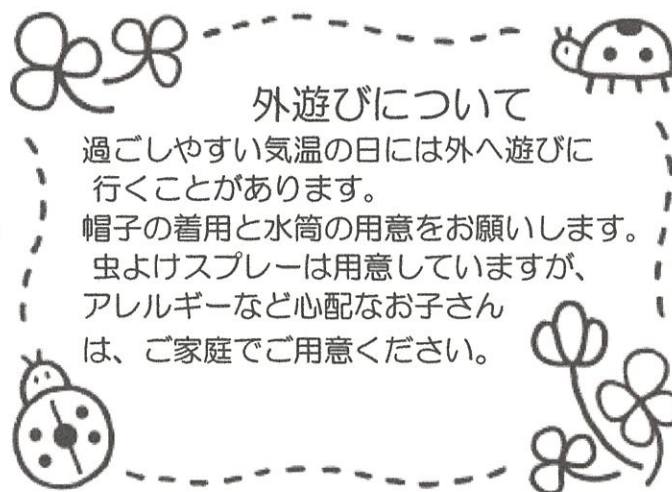 外遊びについて
過ごしやすい気温の日には外へ遊びに
行くことがあります。
帽子の着用と水筒の用意をお願いします。
虫よけスプレーは用意していますが、
アレルギーなど心配なお子さん
は、ご家庭でご用意ください。